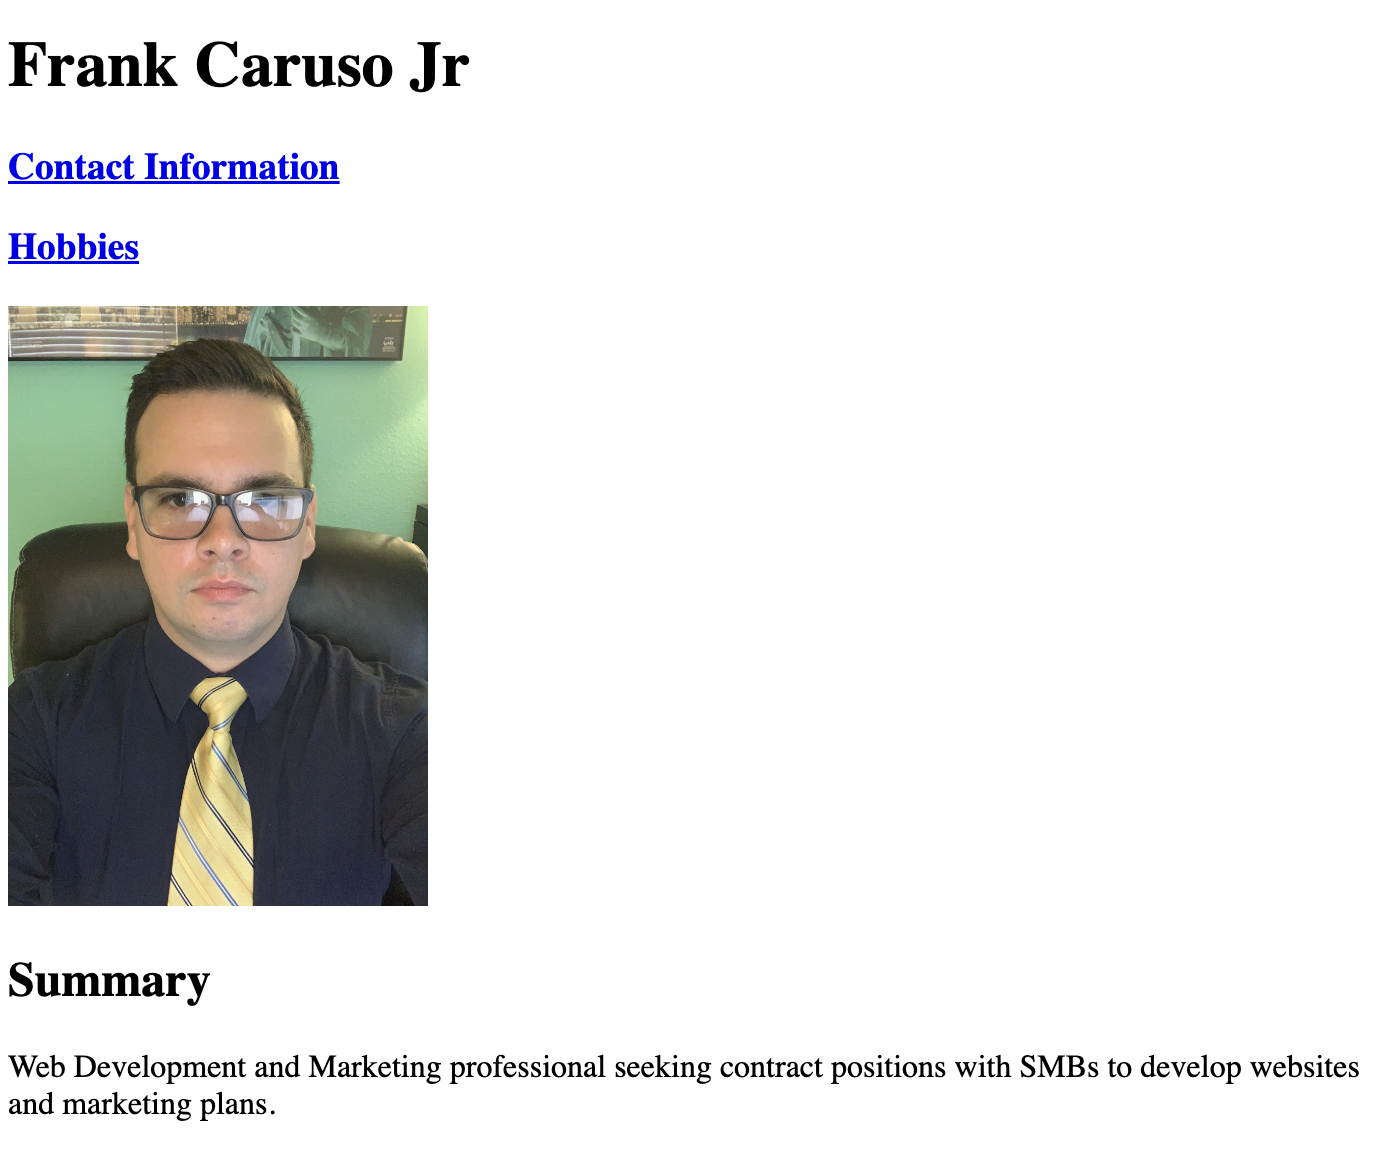 Frank Caruso Jr
Contact Information
Hobbies
Summary
Web Development and Marketing professional seeking contract positions with SMBs to develop websites
and marketing plans.